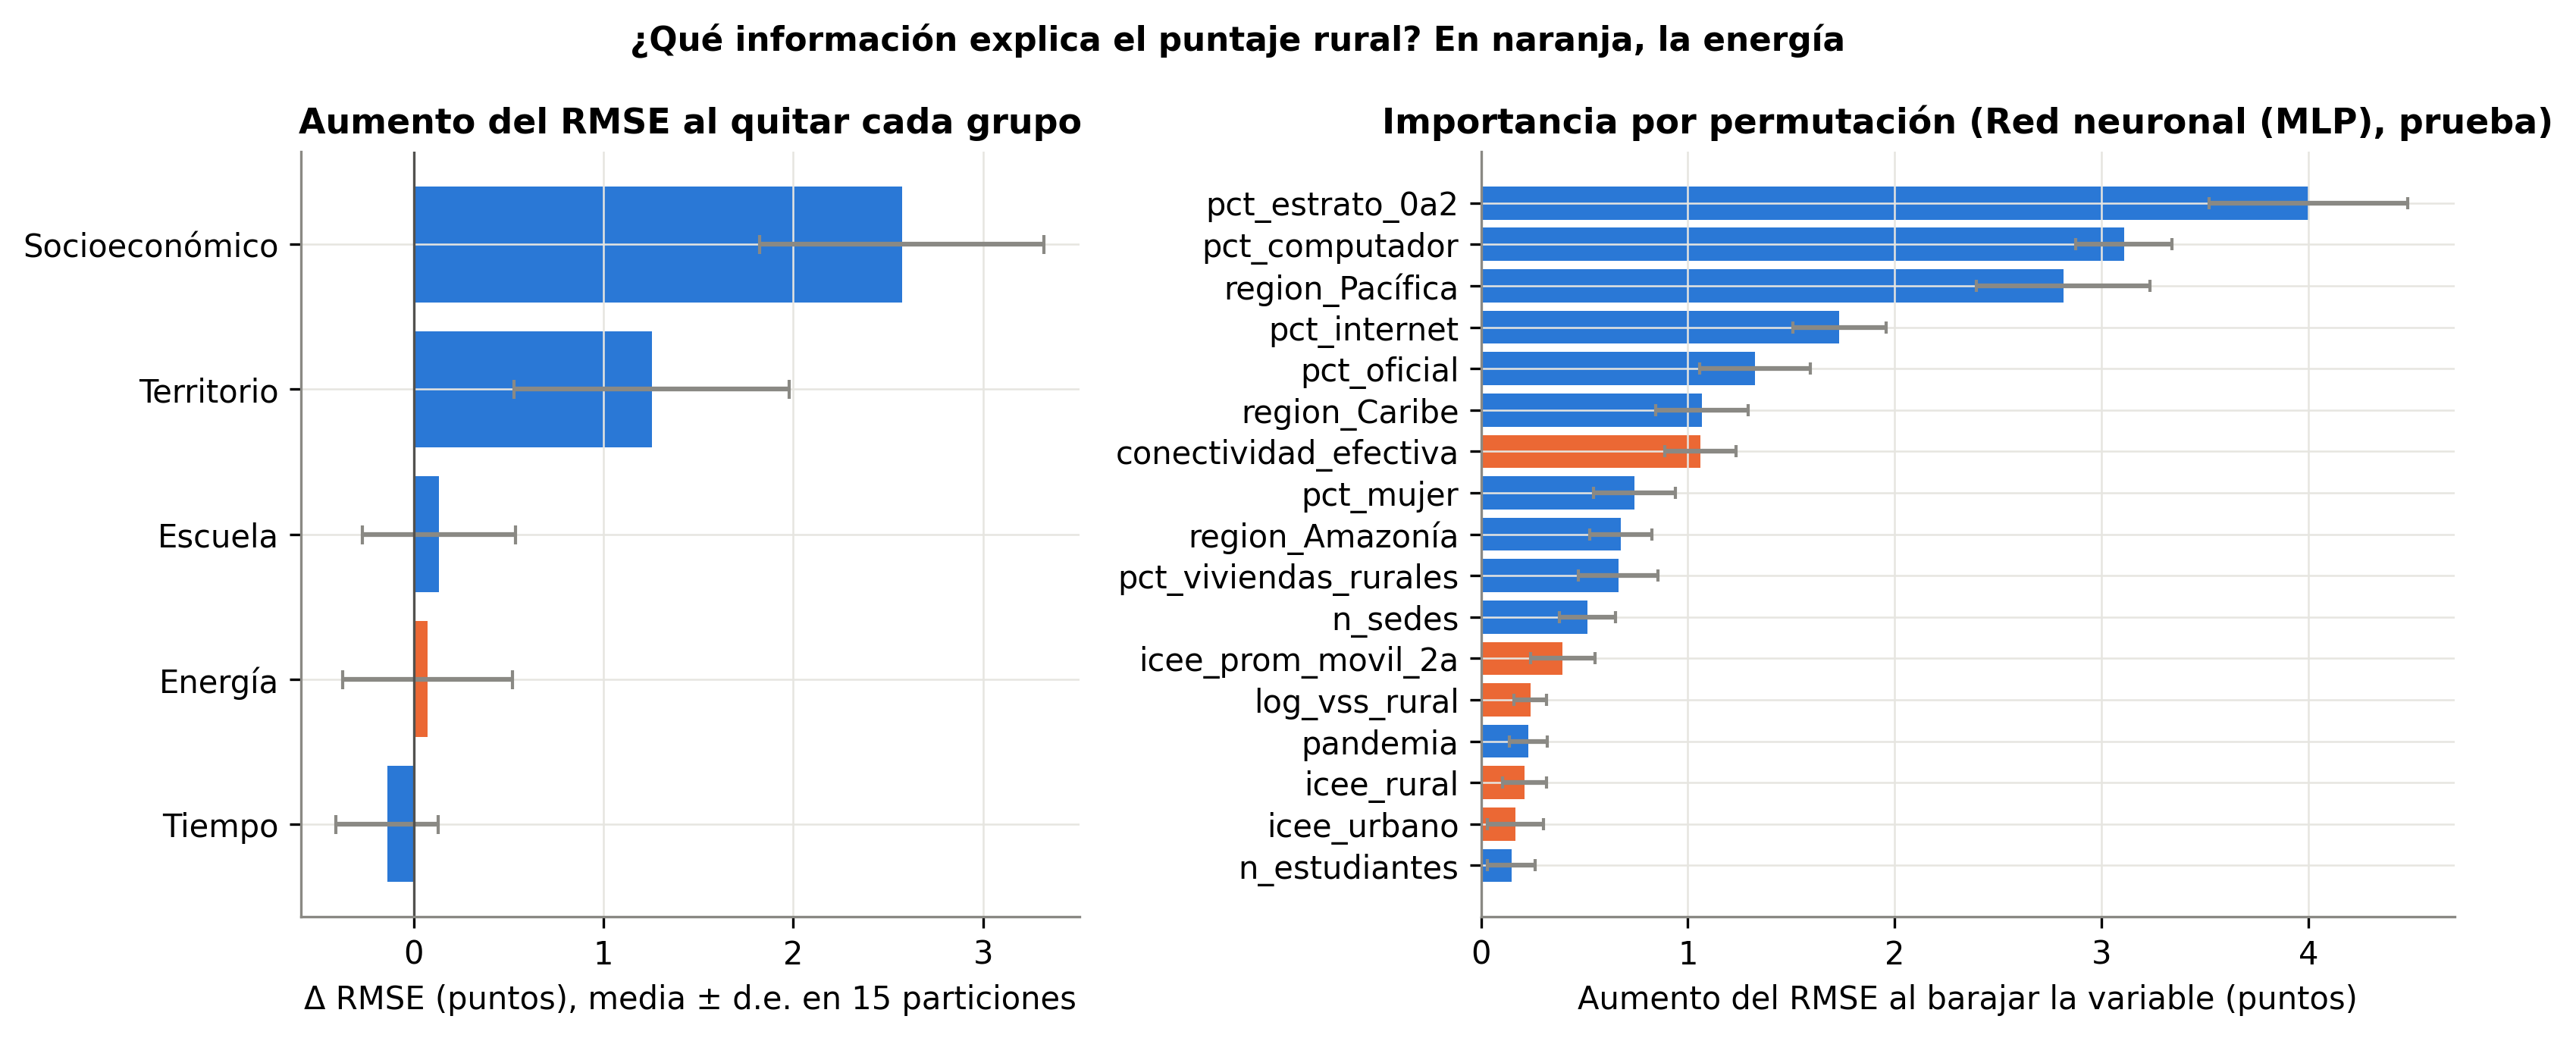 ¿Qué información explica el puntaje rural? En naranja, la energía
Aumento del RMSE al quitar cada grupo
Socioeconómico
Territorio
Escuela
Energía
Tiempo
0 1 2 3
Δ RMSE (puntos), media ± d.e. en 15 particiones
Importancia por permutación (Red neuronal (MLP), prueba)
pct_estrato_0a2
pct_computador
region_Pacífica
pct_internet
pct_oficial
region_Caribe
conectividad_efectiva
pct_mujer
region_Amazonía
pct_viviendas_rurales
n_sedes
icee_prom_movil_2a
log_vss_rural
pandemia
icee_rural
icee_urbano
n_estudiantes
0 1 2 3 4
Aumento del RMSE al barajar la variable (puntos)